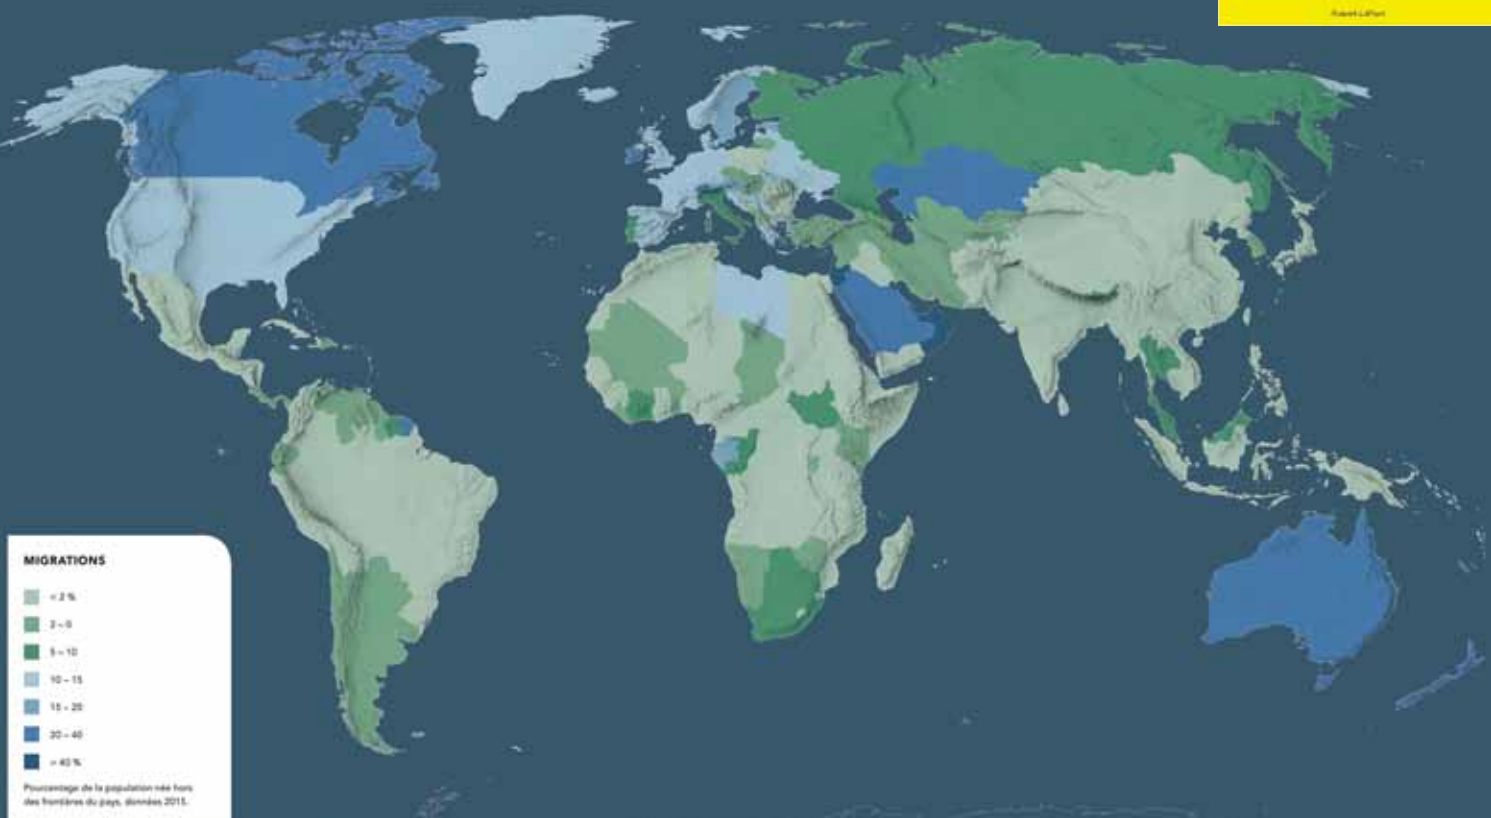 MIGRATIONS
< 2 %
2 – 5
5 – 10
10 – 15
15 – 20
20 – 40
> 40 %
Pourcentage de la population née hors
des frontières du pays, données 2015.